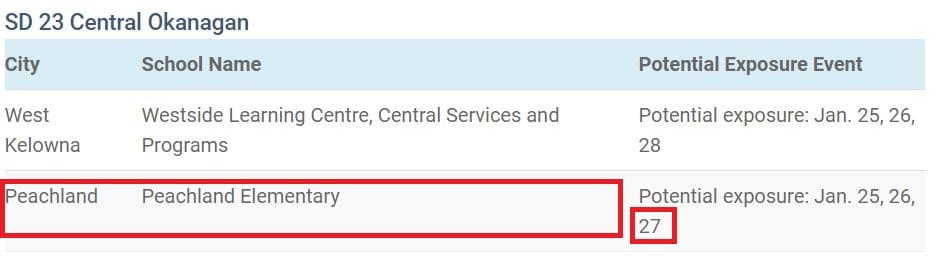 SD 23 Central Okanagan
City School Name Potential Exposure Event
West Westside Learning Centre, Central Services and Potential exposure: Jan. 25, 26,
Kelowna Programs 28
Peachland Peachland Elementary Potential exposure: Jan. 25, 26,
27